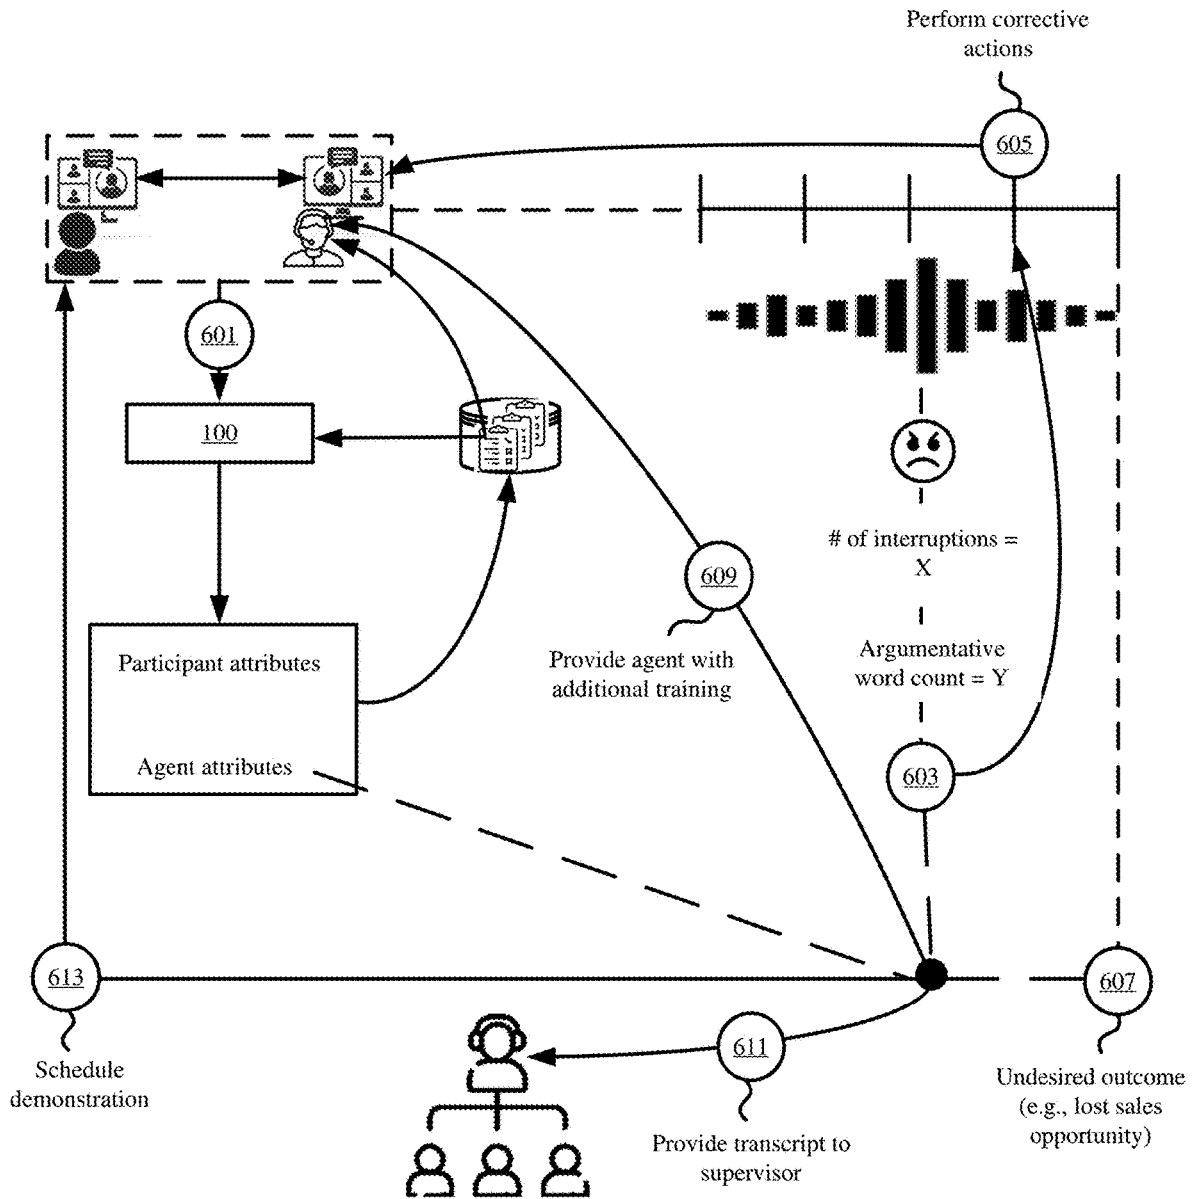 Perform corrective
actions
605
601
100
# of interruptions =
X
609
Provide agent with
additional training
Argumentative
word count = Y
Participant attributes
Agent attributes
603
613
607
611
Schedule
demonstration
Undesired outcome
(e.g., lost sales
opportunity)
Provide transcript to
supervisor